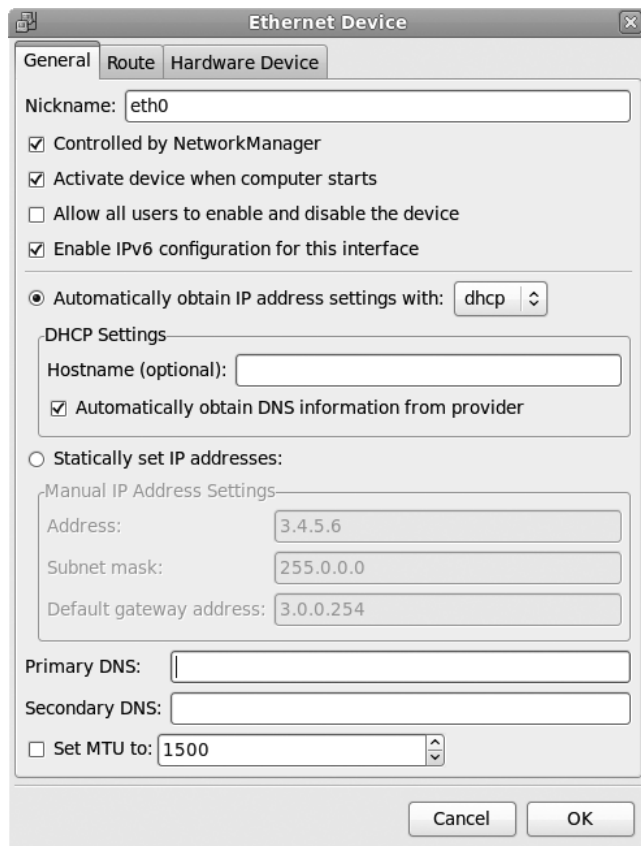 Ethernet Device
General Route Hardware Device
Nickname: eth0
Controlled by NetworkManager
Activate device when computer starts
Allow all users to enable and disable the device
Enable IPv6 configuration for this interface
Automatically obtain IP address settings with: dhcp
DHCP Settings
Hostname (optional):
Automatically obtain DNS information from provider
Statically set IP addresses:
Manual IP Address Settings
Address: 3.4.5.6
Subnet mask: 255.0.0.0
Default gateway address: 3.0.0.254
Primary DNS:
Secondary DNS:
Set MTU to: 1500
Cancel OK